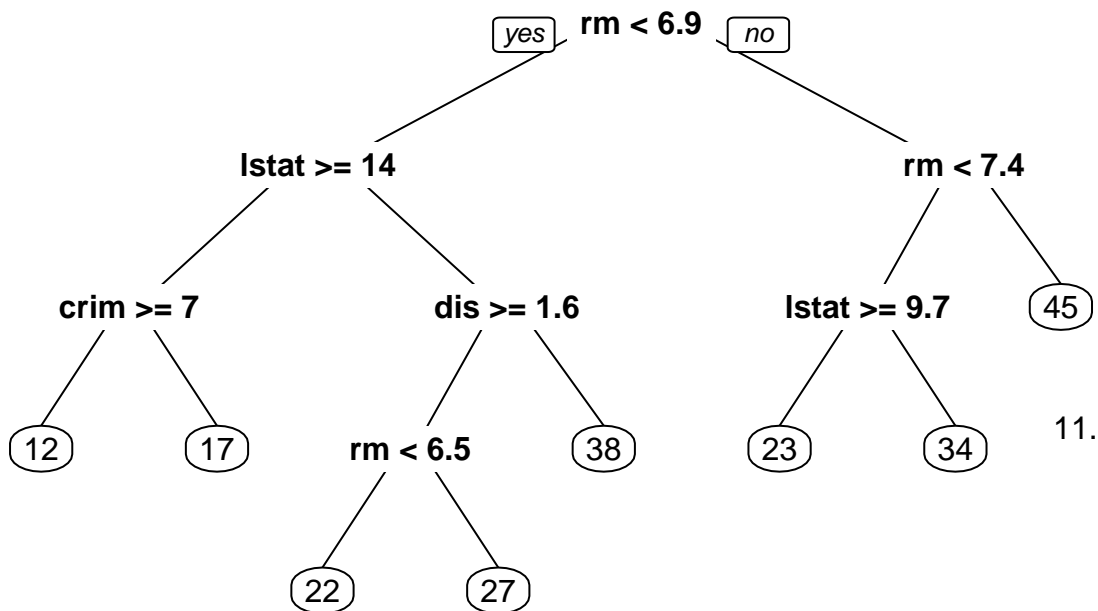 yes rm < 6.9 no
lstat >= 14 rm < 7.4
crim >= 7 dis >= 1.6 lstat >= 9.7 45
12 17 rm < 6.5 38 23 34 11.
22 27